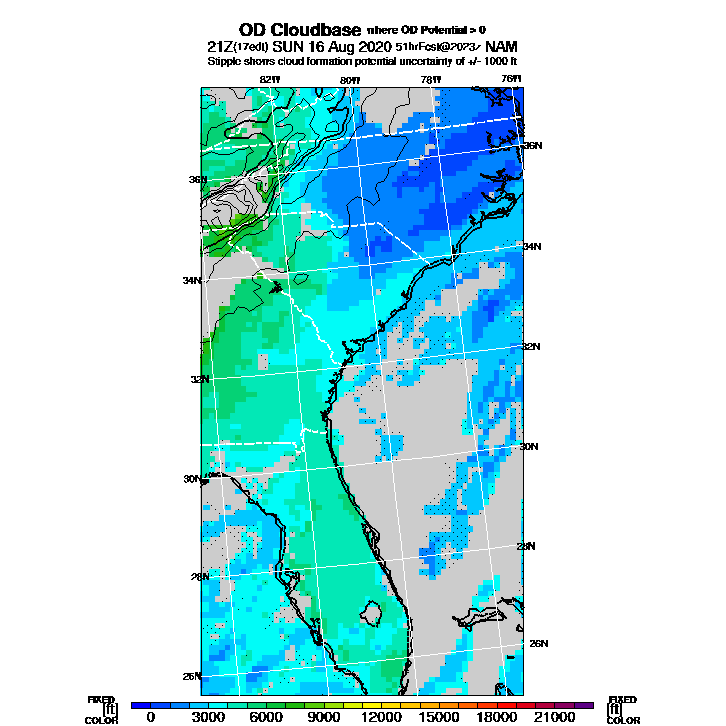 OD Cloudbase where OD Potential > 0
21Z(17edt) SUN 16 Aug 2020 51hrFcst@2023z NAM
Stipple shows cloud formation potential uncertainty of +/- 1000 ft
82W 80W 78W 76W
36N
36N
34N
34N
32N
32N
30N
30N
28N
28N
26N
26N
FIXED FIXED
[ft] [ft]
COLOR 0 3000 6000 9000 12000 15000 18000 21000 COLOR